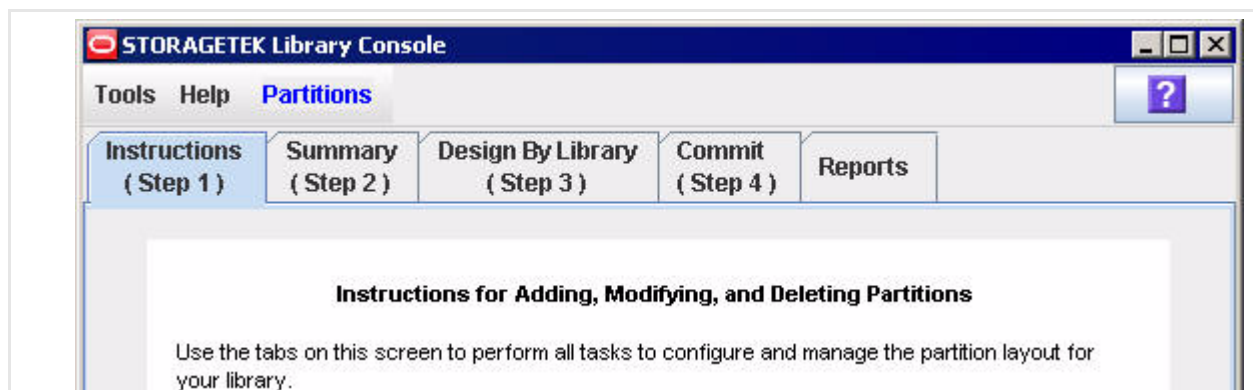 STORAGETEK Library Console
Tools Help Partitions
?
Instructions Summary Design By Library Commit Reports
( Step 1 ) ( Step 2 ) ( Step 3 ) ( Step 4 )
Instructions for Adding, Modifying, and Deleting Partitions
Use the tabs on this screen to perform all tasks to configure and manage the partition layout for
your library.